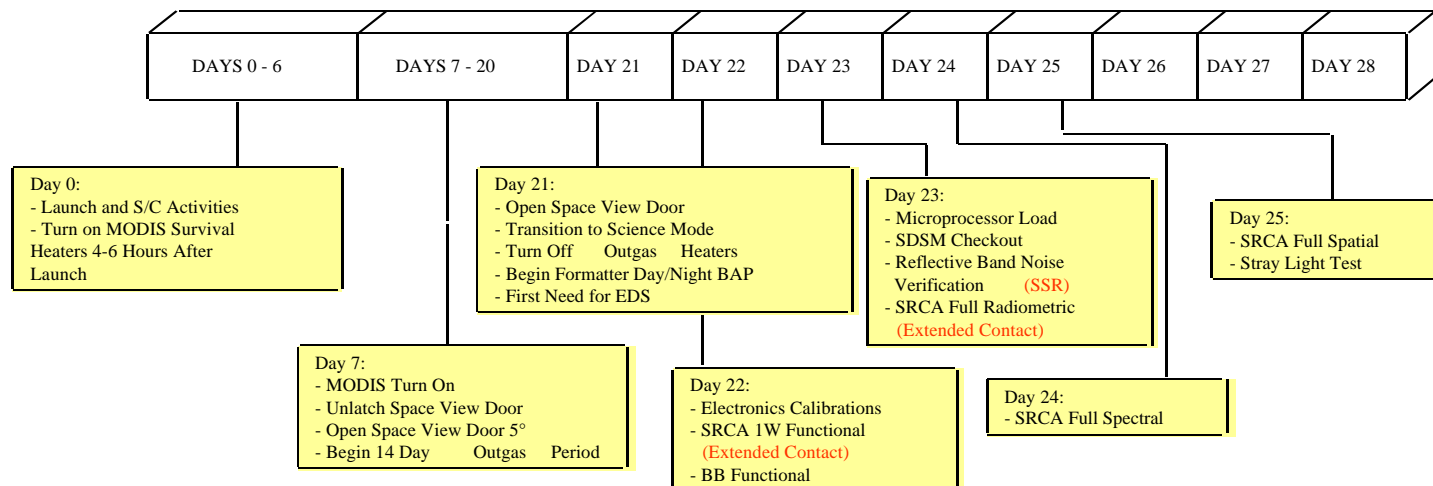 DAYS 0 - 6
DAYS 7 - 20
DAY 21
DAY 22
DAY 23
DAY 24
DAY 25
DAY 26
DAY 27
DAY 28
Day 0:
- Launch and S/C Activities
- Turn on MODIS Survival
Heaters 4-6 Hours After
Launch
Day 7:
- MODIS Turn On
- Unlatch Space View Door
- Open Space View Door 5°
- Begin 14 Day Outgas Period
Day 21:
- Open Space View Door
- Transition to Science Mode
- Turn Off Outgas Heaters
- Begin Formatter Day/Night BAP
- First Need for EDS
Day 22:
- Electronics Calibrations
- SRCA 1W Functional
(Extended Contact)
- BB Functional
Day 23:
- Microprocessor Load
- SDSM Checkout
- Reflective Band Noise
Verification (SSR)
- SRCA Full Radiometric
(Extended Contact)
Day 24:
- SRCA Full Spectral
Day 25:
- SRCA Full Spatial
- Stray Light Test